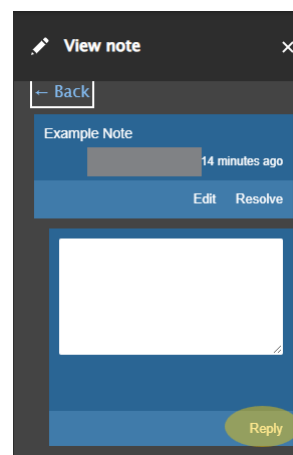 View note
← Back
Example Note
14 minutes ago
Edit Resolve
Reply